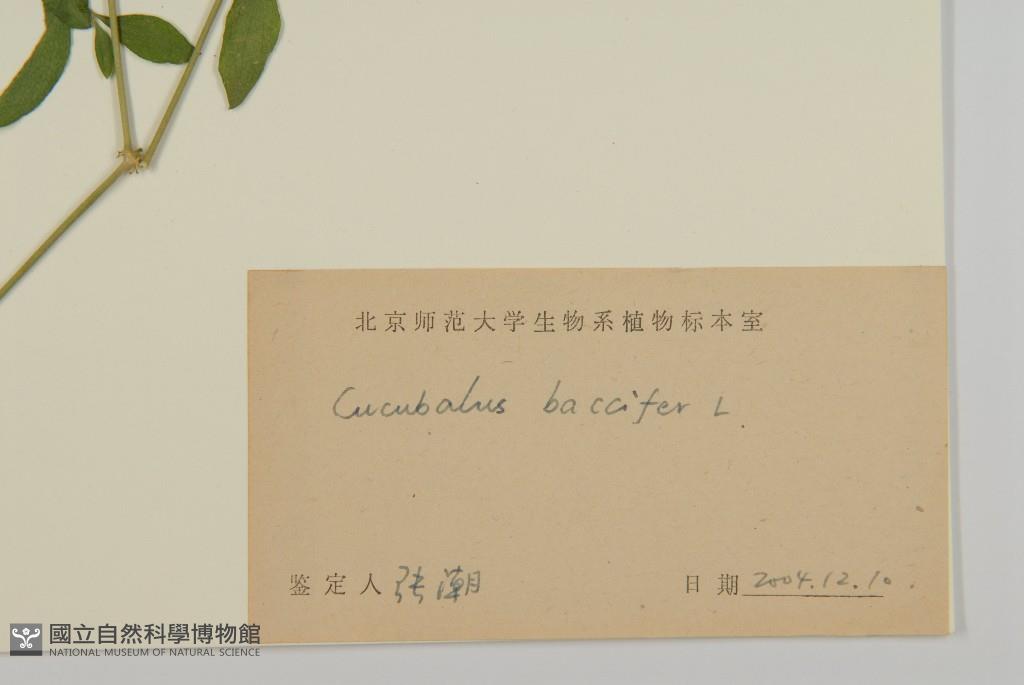 北京师范大学生物系植物标本室
Cucubalus baccifer L.
鉴定人 张潮
日期 2004.12.10.
國立自然科學博物館
NATIONAL MUSEUM OF NATURAL SCIENCE